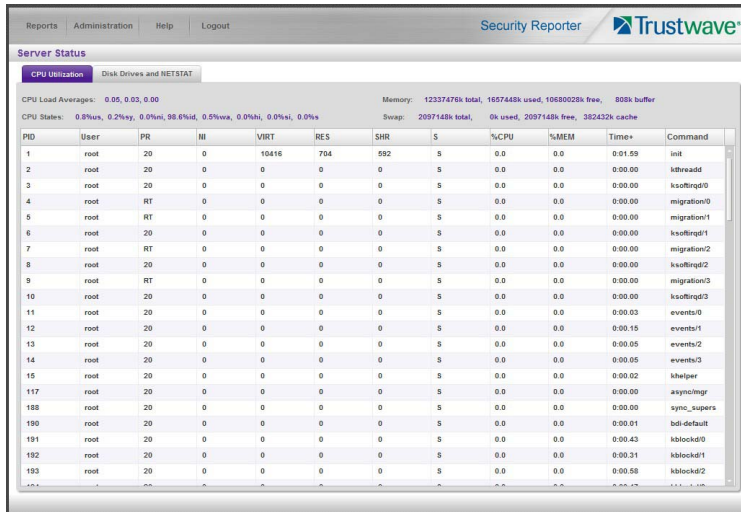 Reports Administration Help Logout Security Reporter Trustwave
Server Status
CPU Utilization Disk Drives and NETSTAT
CPU Load Averages: 0.05, 0.03, 0.00 Memory: 12337476k total, 1657448k used, 10680028k free, 808k buffer
CPU States: 0.8%us, 0.2%sy, 0.0%ni, 98.6%id, 0.5%wa, 0.0%hi, 0.0%si, 0.0%s Swap: 2097148k total, 0k used, 2097148k free, 382432k cache
PID User PR NI VIRT RES SHR S %CPU %MEM Time+ Command
1 root 20 0 10416 704 592 S 0.0 0.0 0:01.59 init
2 root 20 0 0 0 0 S 0.0 0.0 0:00.00 kthreadd
3 root 20 0 0 0 0 S 0.0 0.0 0:00.00 ksoftirqd/0
4 root RT 0 0 0 0 S 0.0 0.0 0:00.00 migration/0
5 root RT 0 0 0 0 S 0.0 0.0 0:00.00 migration/1
6 root 20 0 0 0 0 S 0.0 0.0 0:00.00 ksoftirqd/1
7 root RT 0 0 0 0 S 0.0 0.0 0:00.00 migration/2
8 root 20 0 0 0 0 S 0.0 0.0 0:00.00 ksoftirqd/2
9 root RT 0 0 0 0 S 0.0 0.0 0:00.00 migration/3
10 root 20 0 0 0 0 S 0.0 0.0 0:00.00 ksoftirqd/3
11 root 20 0 0 0 0 S 0.0 0.0 0:00.03 events/0
12 root 20 0 0 0 0 S 0.0 0.0 0:00.15 events/1
13 root 20 0 0 0 0 S 0.0 0.0 0:00.05 events/2
14 root 20 0 0 0 0 S 0.0 0.0 0:00.05 events/3
15 root 20 0 0 0 0 S 0.0 0.0 0:00.02 khelper
117 root 20 0 0 0 0 S 0.0 0.0 0:00.00 async/mgr
188 root 20 0 0 0 0 S 0.0 0.0 0:00.00 sync_supers
190 root 20 0 0 0 0 S 0.0 0.0 0:00.01 bdi-default
191 root 20 0 0 0 0 S 0.0 0.0 0:00.43 kblockd/0
192 root 20 0 0 0 0 S 0.0 0.0 0:00.31 kblockd/1
193 root 20 0 0 0 0 S 0.0 0.0 0:00.58 kblockd/2